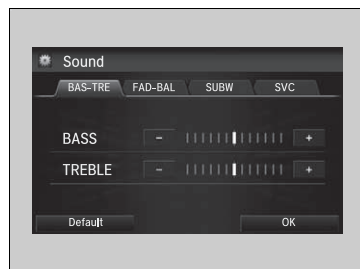 Sound
BAS-TRE FAD-BAL SUBW SVC
BASS - +
TREBLE - +
Default OK